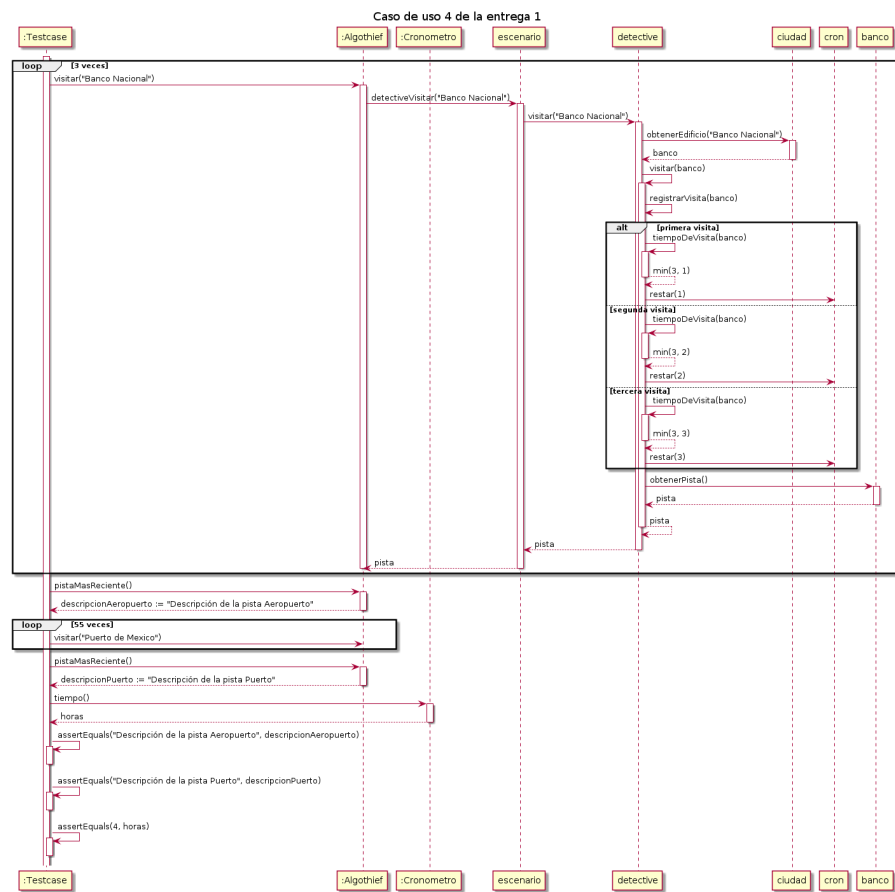 Caso de uso 4 de la entrega 1
:Testcase :Algothief :Cronometro escenario detective ciudad cron banco
loop [3 veces]
visitar("Banco Nacional")
detectiveVisitar("Banco Nacional")
visitar("Banco Nacional")
obtenerEdificio("Banco Nacional")
banco
visitar(banco)
registrarVisita(banco)
alt [primera visita]
tiempoDeVisita(banco)
min(3, 1)
restar(1)
[segunda visita]
tiempoDeVisita(banco)
min(3, 2)
restar(2)
[tercera visita]
tiempoDeVisita(banco)
min(3, 3)
restar(3)
obtenerPista()
pista
pista
pista
pista
pistaMasReciente()
descripcionAeropuerto := "Descripción de la pista Aeropuerto"
loop [55 veces]
visitar("Puerto de Mexico")
pistaMasReciente()
descripcionPuerto := "Descripción de la pista Puerto"
tiempo()
horas
assertEquals("Descripción de la pista Aeropuerto", descripcionAeropuerto)
assertEquals("Descripción de la pista Puerto", descripcionPuerto)
assertEquals(4, horas)
:Testcase :Algothief :Cronometro escenario detective ciudad cron banco